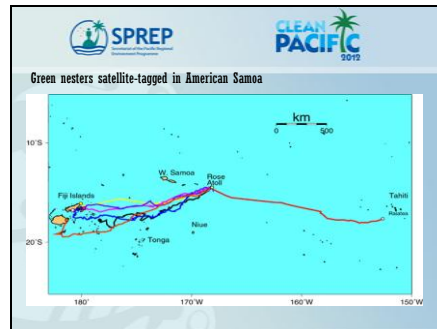 SPREP
Secretariat of the Pacific Regional
Environment Programme
CLEAN
PACIFIC
2012
Green nesters satellite-tagged in American Samoa
km
0 500
10°S
W. Samoa
Rose
Atoll
Fiji Islands
Tahiti
Raiatea
Niue
20°S
Tonga
180°
170°W
160°W
150°W